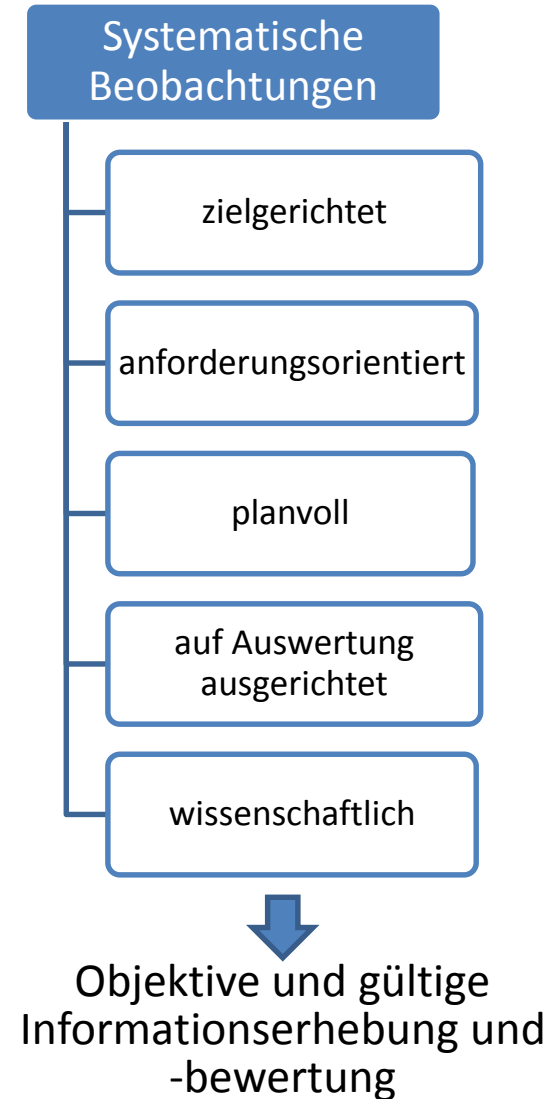 Systematische
Beobachtungen
zielgerichtet
anforderungsorientiert
planvoll
auf Auswertung
ausgerichtet
wissenschaftlich
Objektive und gültige
Informationserhebung und
-bewertung